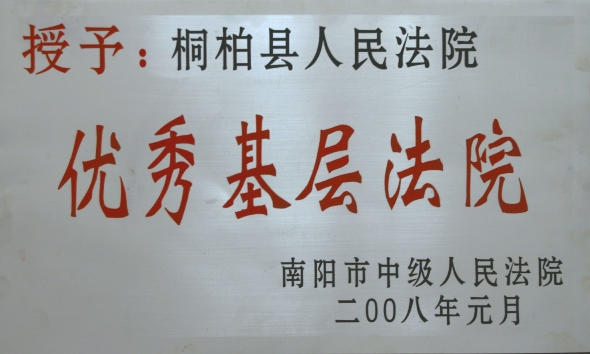 授予：桐柏县人民法院
优秀基层法院
南阳市中级人民法院
二00八年元月